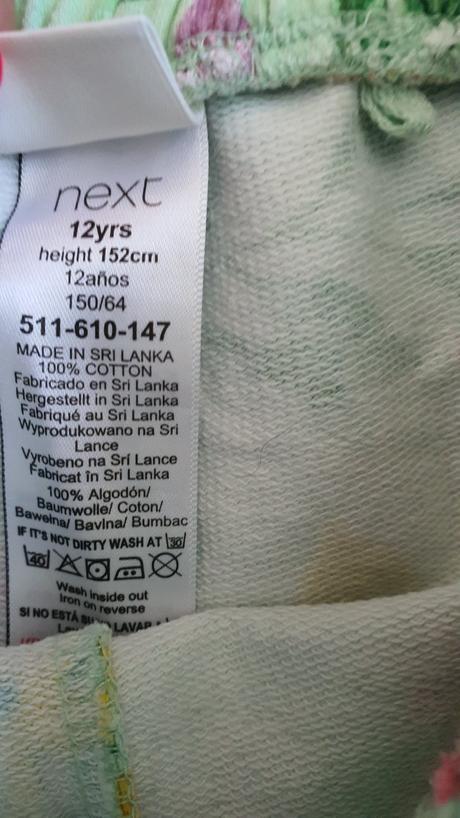 next
12yrs
height 152cm
12años
150/64
511-610-147
MADE IN SRI LANKA
100% COTTON
Fabricado en Sri Lanka
Hergestellt in Sri Lanka
Fabriqué au Sri Lanka
Wyprodukowano na Sri
Lance
Vyrobeno na Srí Lance
Fabricat în Sri Lanka
100% Algodón/
Baumwolle/ Coton/
Bawełna/ Bavlna/ Bumbac
IF IT'S NOT DIRTY WASH AT 30
40
Wash inside out
Iron on reverse
SI NO ESTÁ LAVAR